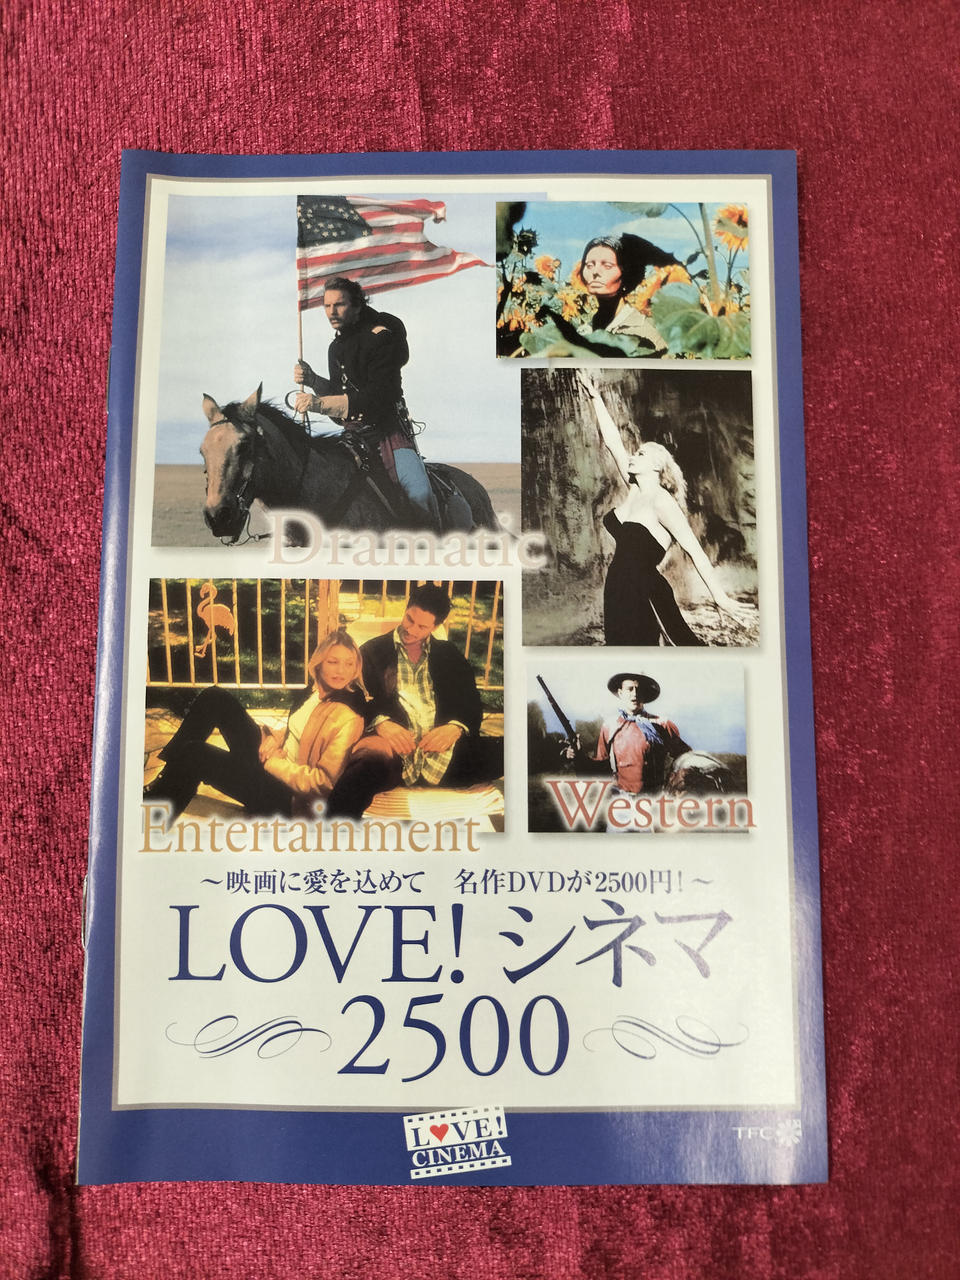 Dramatic
Entertainment
Western
～映画に愛を込めて　名作DVDが2500円!～
LOVE! シネマ
2500
L♥VE!
CINEMA
TFC